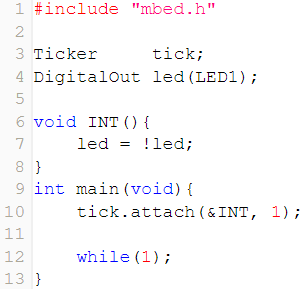 1 #include "mbed.h"
2
3 Ticker     tick;
4 DigitalOut led(LED1);
5
6 void INT(){
7     led = !led;
8 }
9 int main(void){
10     tick.attach(&INT, 1);
11
12     while(1);
13 }